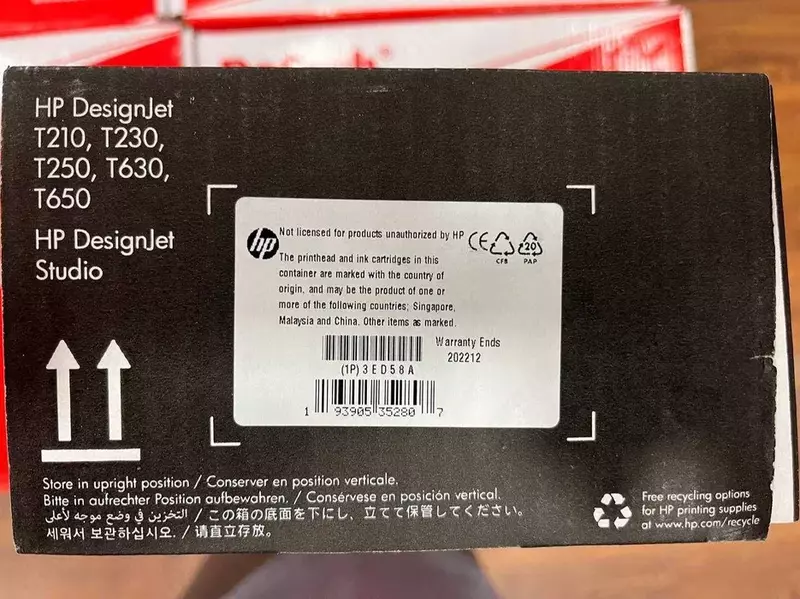 HP DesignJet
T210, T230,
T250, T630,
T650
HP DesignJet
Studio
hp
Not licensed for products unauthorized by HP
CE
CFB
20
PAP
The printhead and ink cartridges in this
container are marked with the country of
origin, and may be the product of one or
more of the following countries; Singapore,
Malaysia and China. Other items as marked.
Warranty Ends
202212
(1P)3ED58A
1 93905 35280 7
Store in upright position / Conserver en position verticale.
Bitte in aufrechter Position aufbewahren. / Consérvese en posición vertical.
التخزين في وضع موجه لأعلى / この箱の底面を下にし、立てて保管してください。
세워서 보관하십시오. / 请直立存放。
Free recycling options
for HP printing supplies
at www.hp.com/recycle